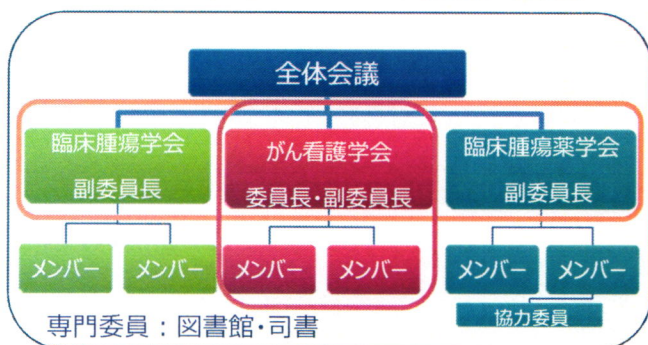 全体会議
臨床腫瘍学会
副委員長
がん看護学会
委員長・副委員長
臨床腫瘍薬学会
副委員長
メンバー
メンバー
メンバー
メンバー
メンバー
メンバー
協力委員
専門委員：図書館・司書